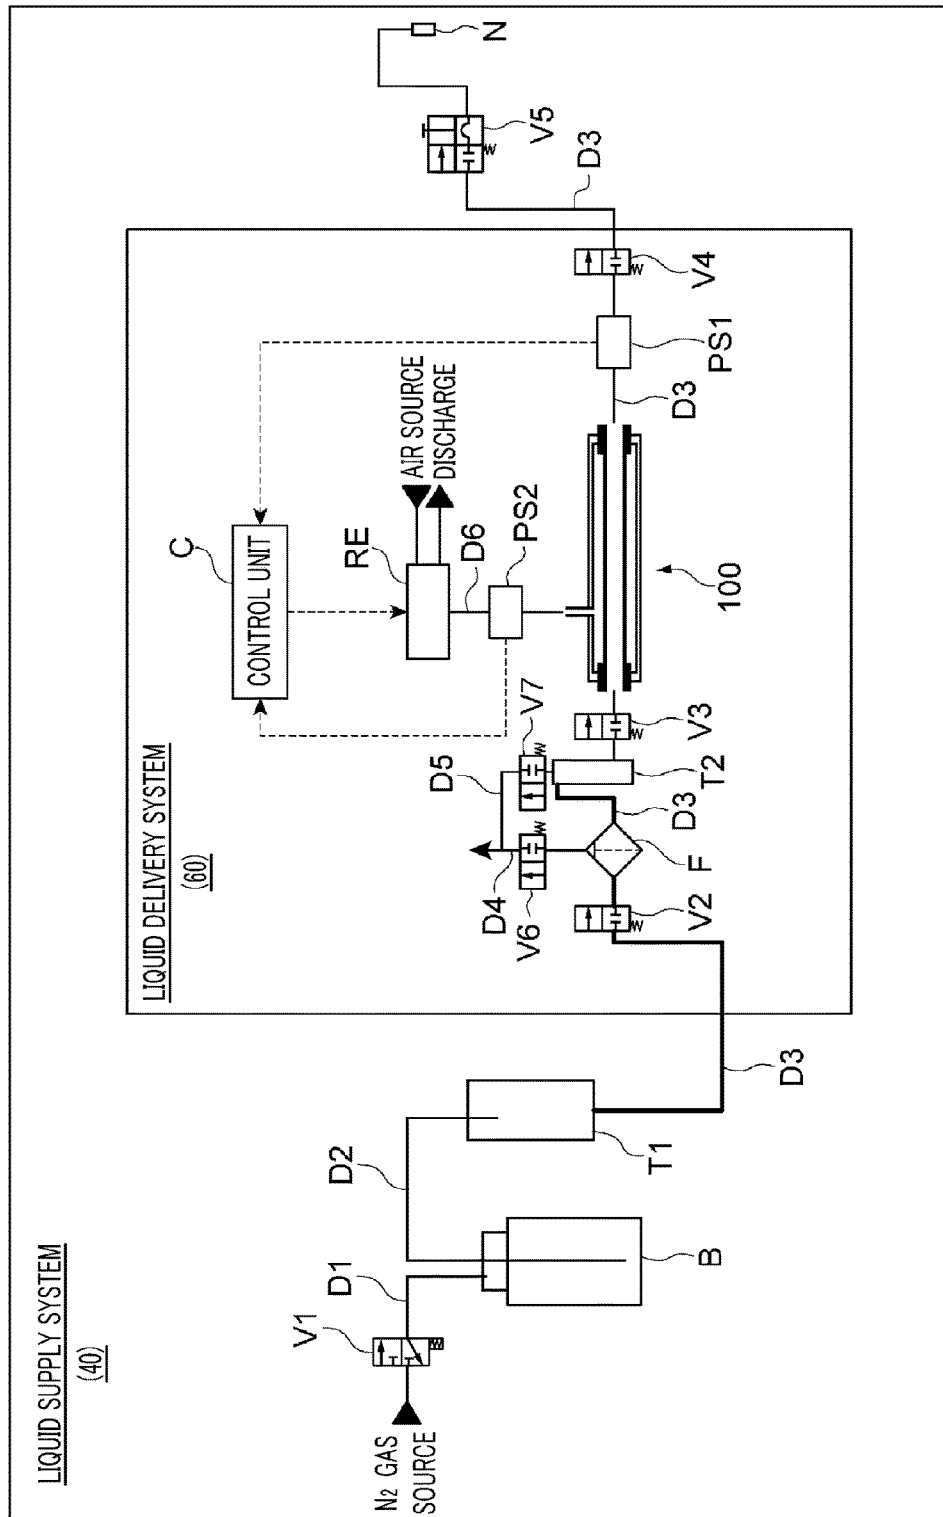 LIQUID SUPPLY SYSTEM
(40)
N2 GAS
SOURCE
V1
D1
D2
B
T1
D3
LIQUID DELIVERY SYSTEM
(60)
V2
F
D3
T2
V3
V6
D4
D5
V7
C
CONTROL UNIT
RE
AIR SOURCE
DISCHARGE
D6
PS2
100
D3
PS1
V4
D3
V5
N